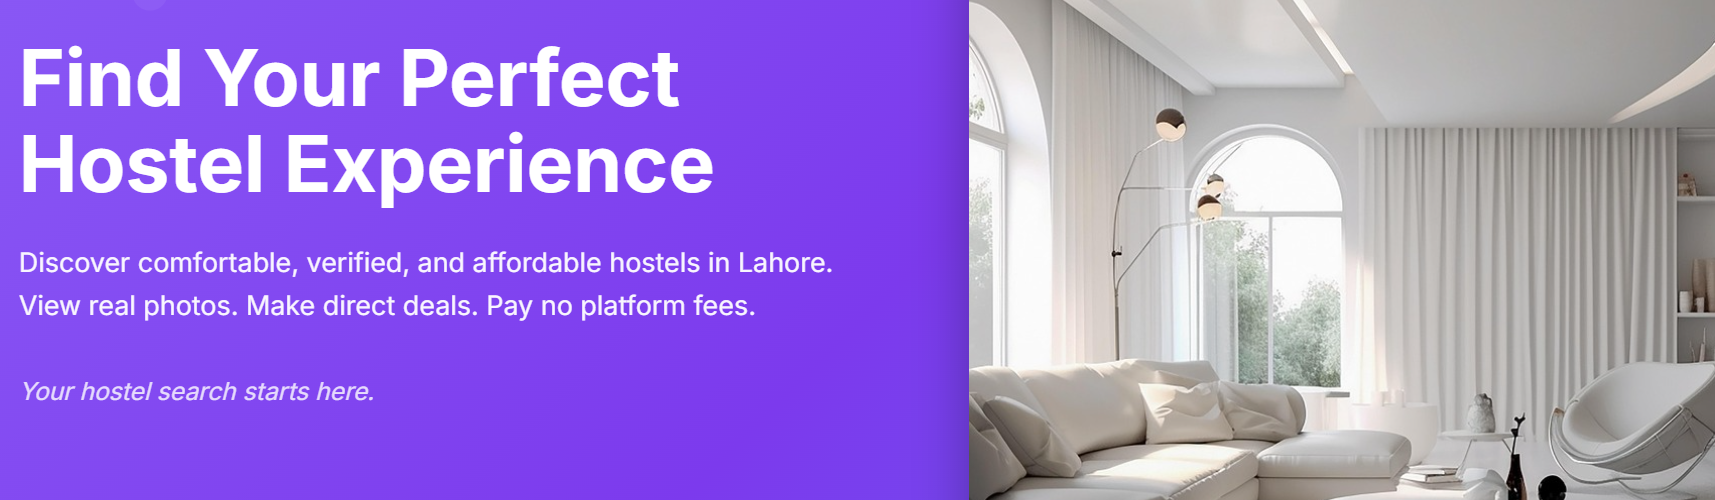 Find Your Perfect
Hostel Experience
Discover comfortable, verified, and affordable hostels in Lahore.
View real photos. Make direct deals. Pay no platform fees.
Your hostel search starts here.